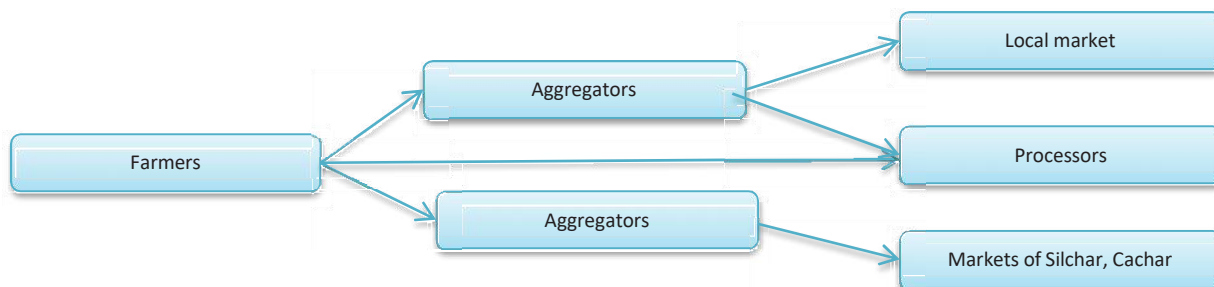 Local market
Aggregators
Farmers
Processors
Aggregators
Markets of Silchar, Cachar